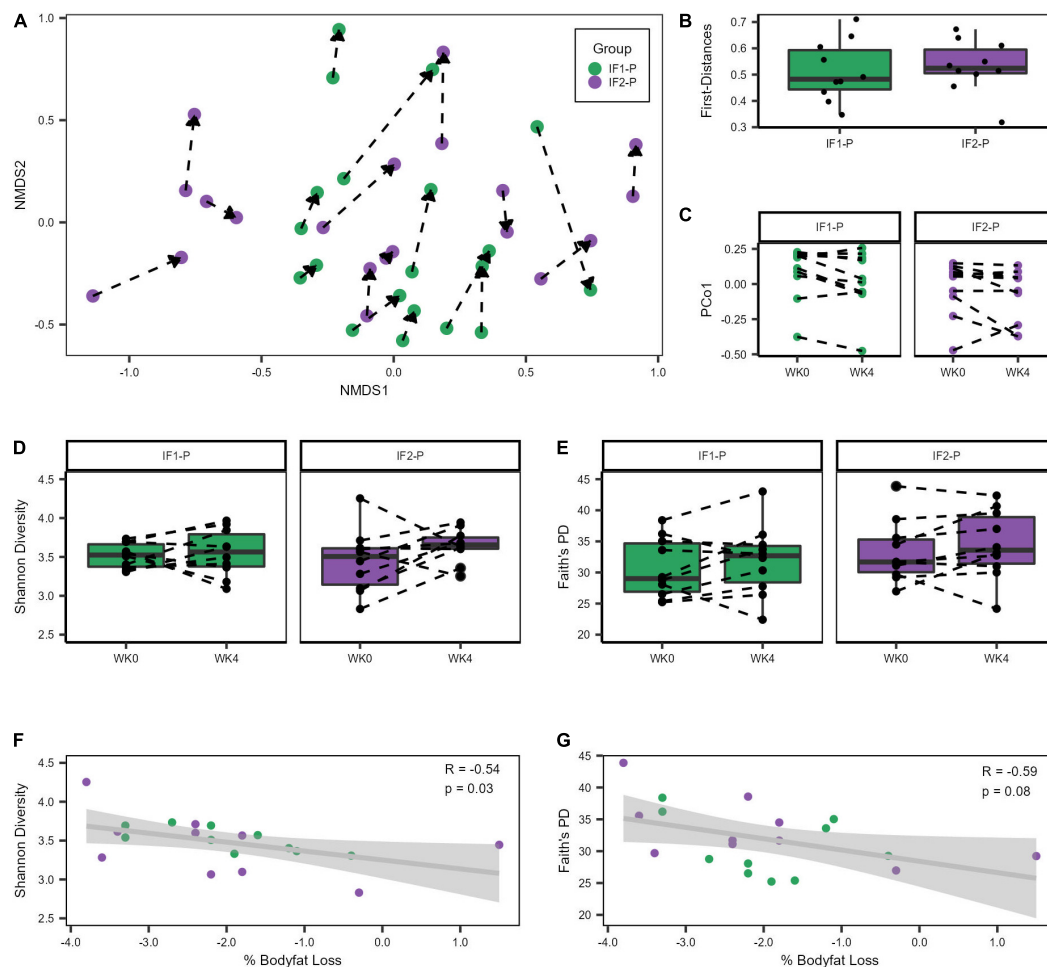 A
1.0
0.5
0.0
-0.5
NMDS2
-1.0
-0.5
0.0
0.5
1.0
NMDS1
Group
IF1-P
IF2-P
B
0.7
0.6
0.5
0.4
0.3
First-Distances
IF1-P
IF2-P
C
IF1-P
IF2-P
0.25
0.00
-0.25
-0.50
PCo1
WK0
WK4
WK0
WK4
D
IF1-P
IF2-P
4.5
4.0
3.5
3.0
2.5
Shannon Diversity
WK0
WK4
WK0
WK4
E
IF1-P
IF2-P
45
40
35
30
25
20
Faith's PD
WK0
WK4
WK0
WK4
F
4.5
4.0
3.5
3.0
2.5
Shannon Diversity
R = -0.54
p = 0.03
-4.0
-3.0
-2.0
-1.0
0.0
1.0
% Bodyfat Loss
G
45
40
35
30
25
20
Faith's PD
R = -0.59
p = 0.08
-4.0
-3.0
-2.0
-1.0
0.0
1.0
% Bodyfat Loss